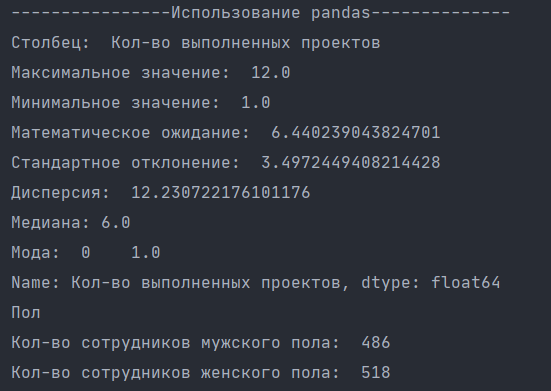 ----------------Использование pandas--------------
Столбец:  Кол-во выполненных проектов
Максимальное значение:  12.0
Минимальное значение:  1.0
Математическое ожидание:  6.440239043824701
Стандартное отклонение:  3.4972449408214428
Дисперсия:  12.230722176101176
Медиана: 6.0
Мода:  0    1.0
Name: Кол-во выполненных проектов, dtype: float64
Пол
Кол-во сотрудников мужского пола:  486
Кол-во сотрудников женского пола:  518